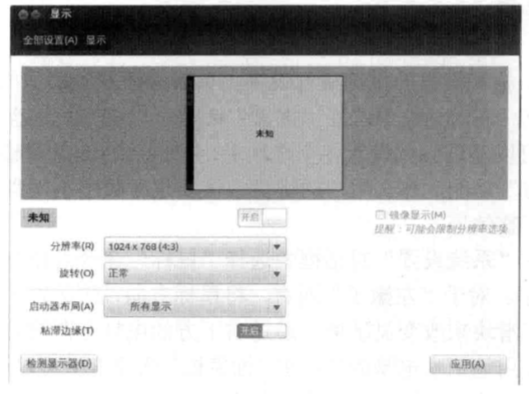 显示
全部设置(A) 显示
未知
未知
开启
镜像显示(M)
提醒：可能会限制分辨率选项
分辨率(R) 1024 x 768 (4:3)
旋转(O) 正常
启动器布局(A) 所有显示
粘滞边缘(T) 开启
检测显示器(D) 应用(A)